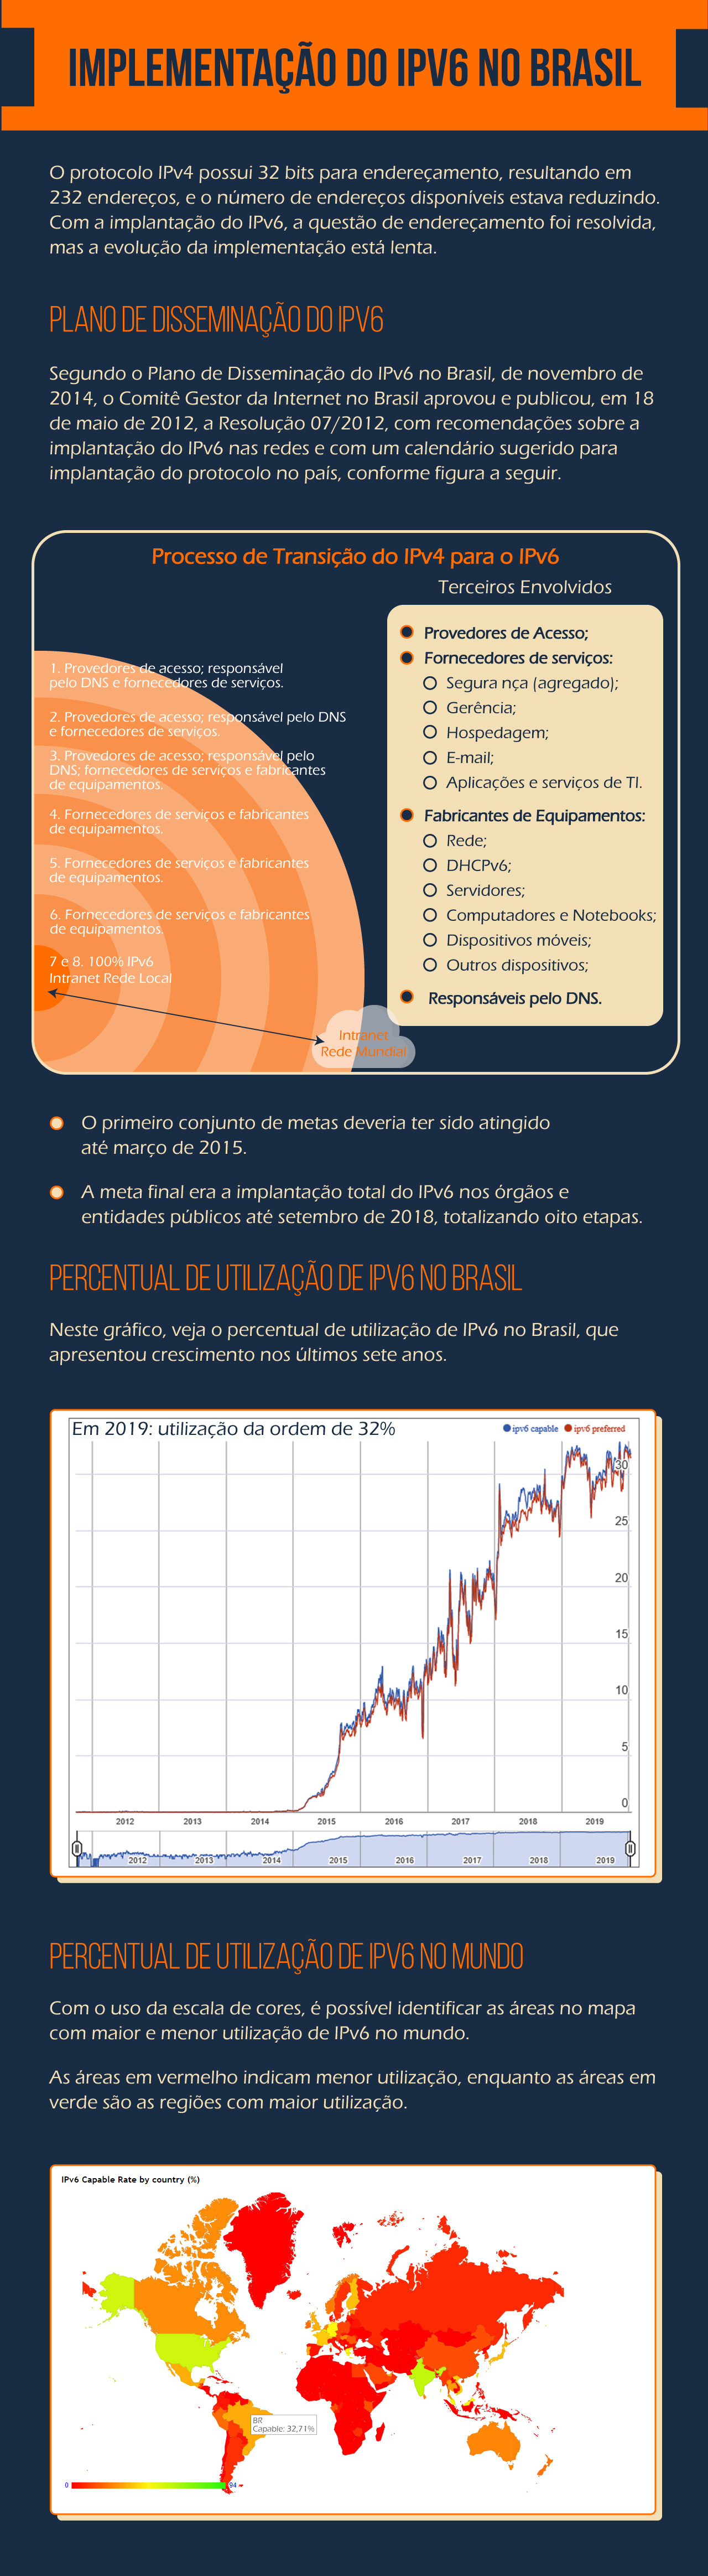 IMPLEMENTAÇÃO DO IPV6 NO BRASIL
O protocolo IPv4 possui 32 bits para endereçamento, resultando em
232 endereços, e o número de endereços disponíveis estava reduzindo.
Com a implantação do IPv6, a questão de endereçamento foi resolvida,
mas a evolução da implementação está lenta.
PLANO DE DISSEMINAÇÃO DO IPV6
Segundo o Plano de Disseminação do IPv6 no Brasil, de novembro de
2014, o Comitê Gestor da Internet no Brasil aprovou e publicou, em 18
de maio de 2012, a Resolução 07/2012, com recomendações sobre a
implantação do IPv6 nas redes e com um calendário sugerido para
implantação do protocolo no país, conforme figura a seguir.
Processo de Transição do IPv4 para o IPv6
1. Provedores de acesso; responsável
pelo DNS e fornecedores de serviços.
2. Provedores de acesso; responsável pelo DNS
e fornecedores de serviços.
3. Provedores de acesso; responsável pelo
DNS; fornecedores de serviços e fabricantes
de equipamentos.
4. Fornecedores de serviços e fabricantes
de equipamentos.
5. Fornecedores de serviços e fabricantes
de equipamentos.
6. Fornecedores de serviços e fabricantes
de equipamentos.
7 e 8. 100% IPv6
Intranet Rede Local
Intranet
Rede Mundial
Terceiros Envolvidos
Provedores de Acesso;
Fornecedores de serviços:
Segura nça (agregado);
Gerência;
Hospedagem;
E-mail;
Aplicações e serviços de TI.
Fabricantes de Equipamentos:
Rede;
DHCPv6;
Servidores;
Computadores e Notebooks;
Dispositivos móveis;
Outros dispositivos;
Responsáveis pelo DNS.
O primeiro conjunto de metas deveria ter sido atingido
até março de 2015.
A meta final era a implantação total do IPv6 nos órgãos e
entidades públicos até setembro de 2018, totalizando oito etapas.
PERCENTUAL DE UTILIZAÇÃO DE IPV6 NO BRASIL
Neste gráfico, veja o percentual de utilização de IPv6 no Brasil, que
apresentou crescimento nos últimos sete anos.
Em 2019: utilização da ordem de 32%
ipv6 capable ipv6 preferred
30
25
20
15
10
5
0
2012 2013 2014 2015 2016 2017 2018 2019
2012 2013 2014 2015 2016 2017 2018 2019
PERCENTUAL DE UTILIZAÇÃO DE IPV6 NO MUNDO
Com o uso da escala de cores, é possível identificar as áreas no mapa
com maior e menor utilização de IPv6 no mundo.
As áreas em vermelho indicam menor utilização, enquanto as áreas em
verde são as regiões com maior utilização.
IPv6 Capable Rate by country (%)
BR
Capable: 32,71%
0 94